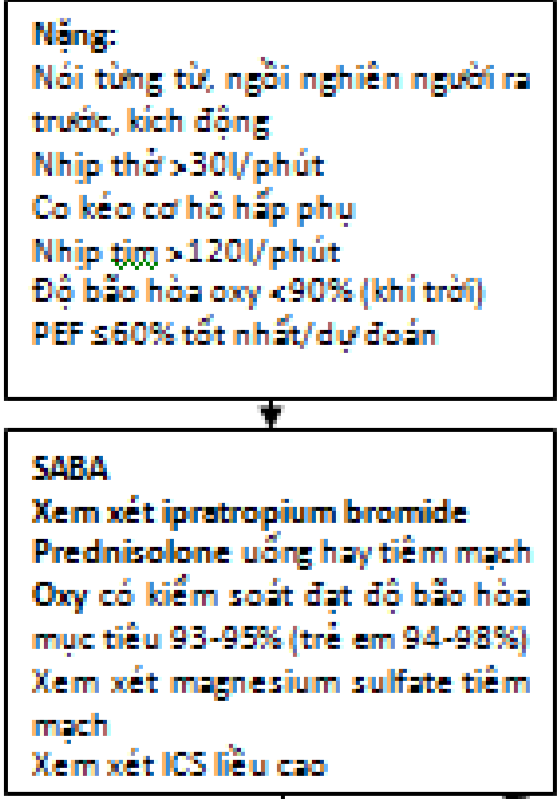 Nặng:
Nói từng từ, ngồi nghiên người ra
trước, kích động
Nhịp thở >30l/phút
Co kéo cơ hô hấp phụ
Nhịp tim >120l/phút
Độ bão hòa oxy <90% (khí trời)
PEF ≤60% tốt nhất/dự đoán
SABA
Xem xét ipratropium bromide
Prednisolone uống hay tiêm mạch
Oxy có kiểm soát đạt độ bão hòa
mục tiêu 93-95% (trẻ em 94-98%)
Xem xét magnesium sulfate tiêm
mạch
Xem xét ICS liều cao